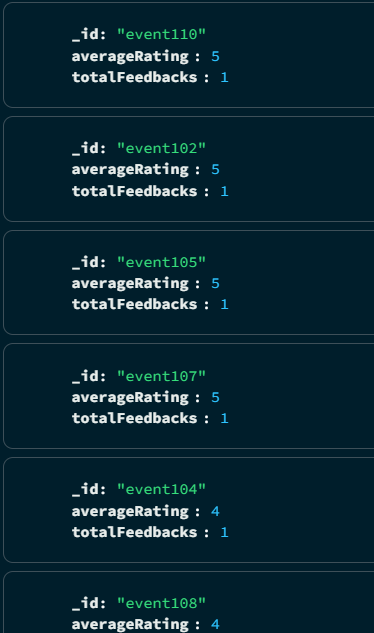 _id: "event110"
averageRating : 5
totalFeedbacks : 1
_id: "event102"
averageRating : 5
totalFeedbacks : 1
_id: "event105"
averageRating : 5
totalFeedbacks : 1
_id: "event107"
averageRating : 5
totalFeedbacks : 1
_id: "event104"
averageRating : 4
totalFeedbacks : 1
_id: "event108"
averageRating : 4